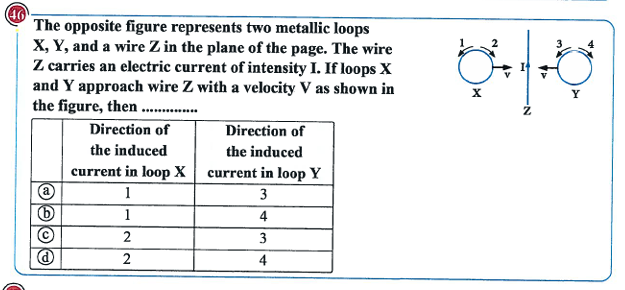 46
The opposite figure represents two metallic loops
X, Y, and a wire Z in the plane of the page. The wire
Z carries an electric current of intensity I. If loops X
and Y approach wire Z with a velocity V as shown in
the figure, then ..............
1 2 3 4
I
v v
X Y
Z
Direction of the induced current in loop X
Direction of the induced current in loop Y
a 1 3
b 1 4
c 2 3
d 2 4